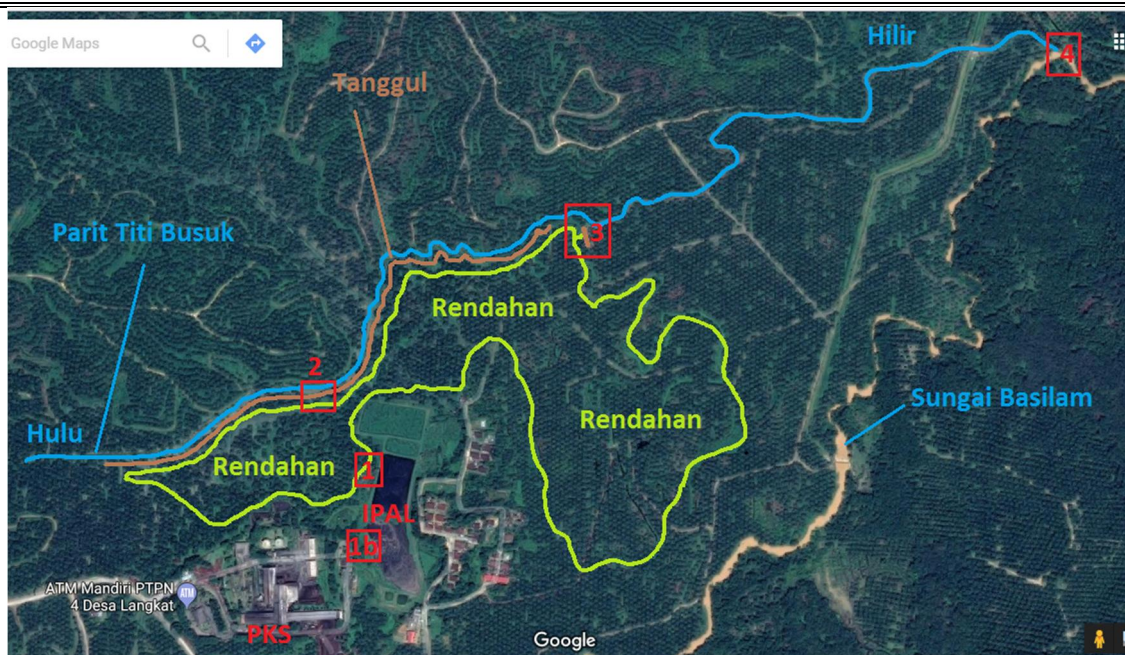 Google Maps
Hilir
4
Tanggul
3
Parit Titi Busuk
Rendahan
2
Sungai Basilam
Rendahan
Hulu
Rendahan
1
IPAL
1b
ATM Mandiri PTPN
4 Desa Langkat
ATM
PKS
Google